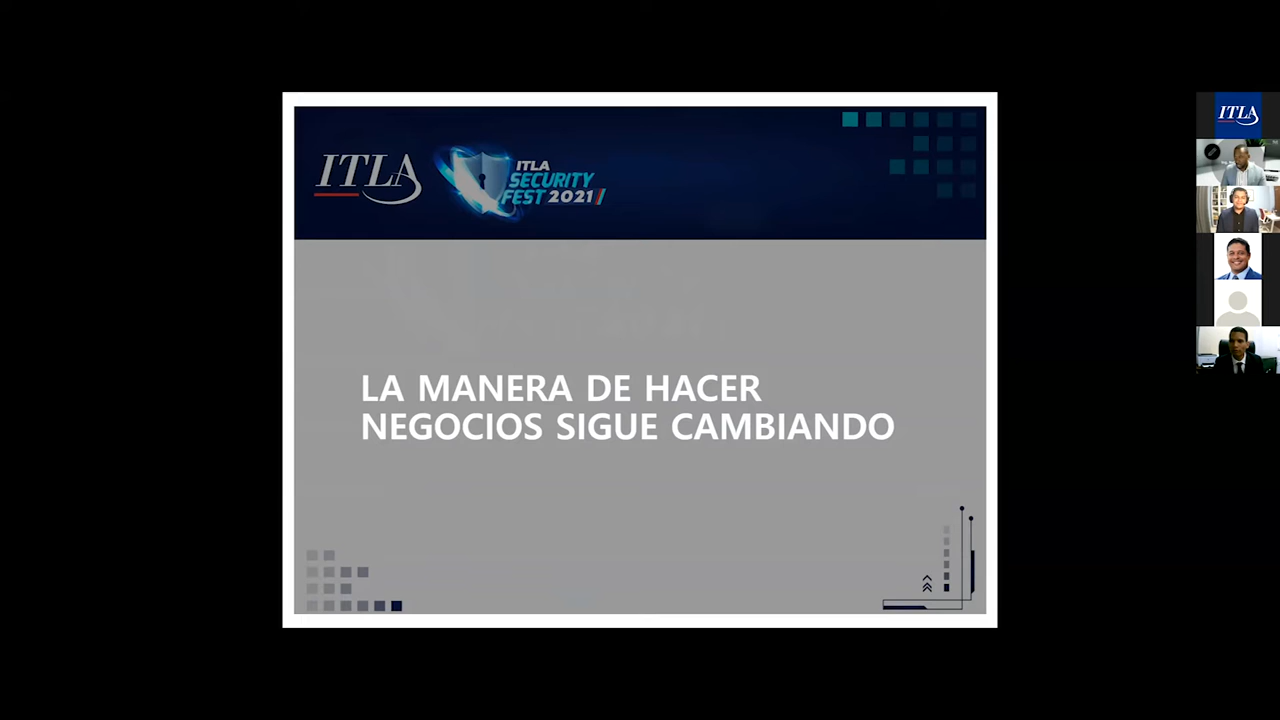 ITLA
ITLA
SECURITY
FEST 2021
LA MANERA DE HACER
NEGOCIOS SIGUE CAMBIANDO
ITLA